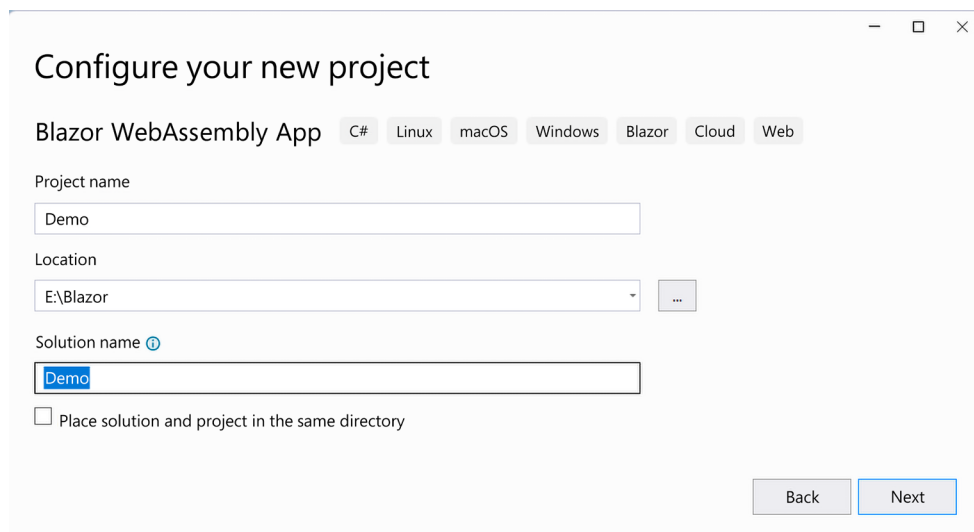 Configure your new project
Blazor WebAssembly App C# Linux macOS Windows Blazor Cloud Web
Project name
Demo
Location
E:\Blazor
...
Solution name
Demo
Place solution and project in the same directory
Back Next